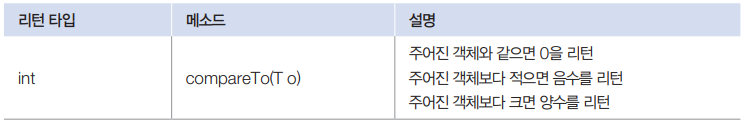 리턴 타입 메소드 설명
주어진 객체와 같으면 0을 리턴
int compareTo(T o) 주어진 객체보다 적으면 음수를 리턴
주어진 객체보다 크면 양수를 리턴